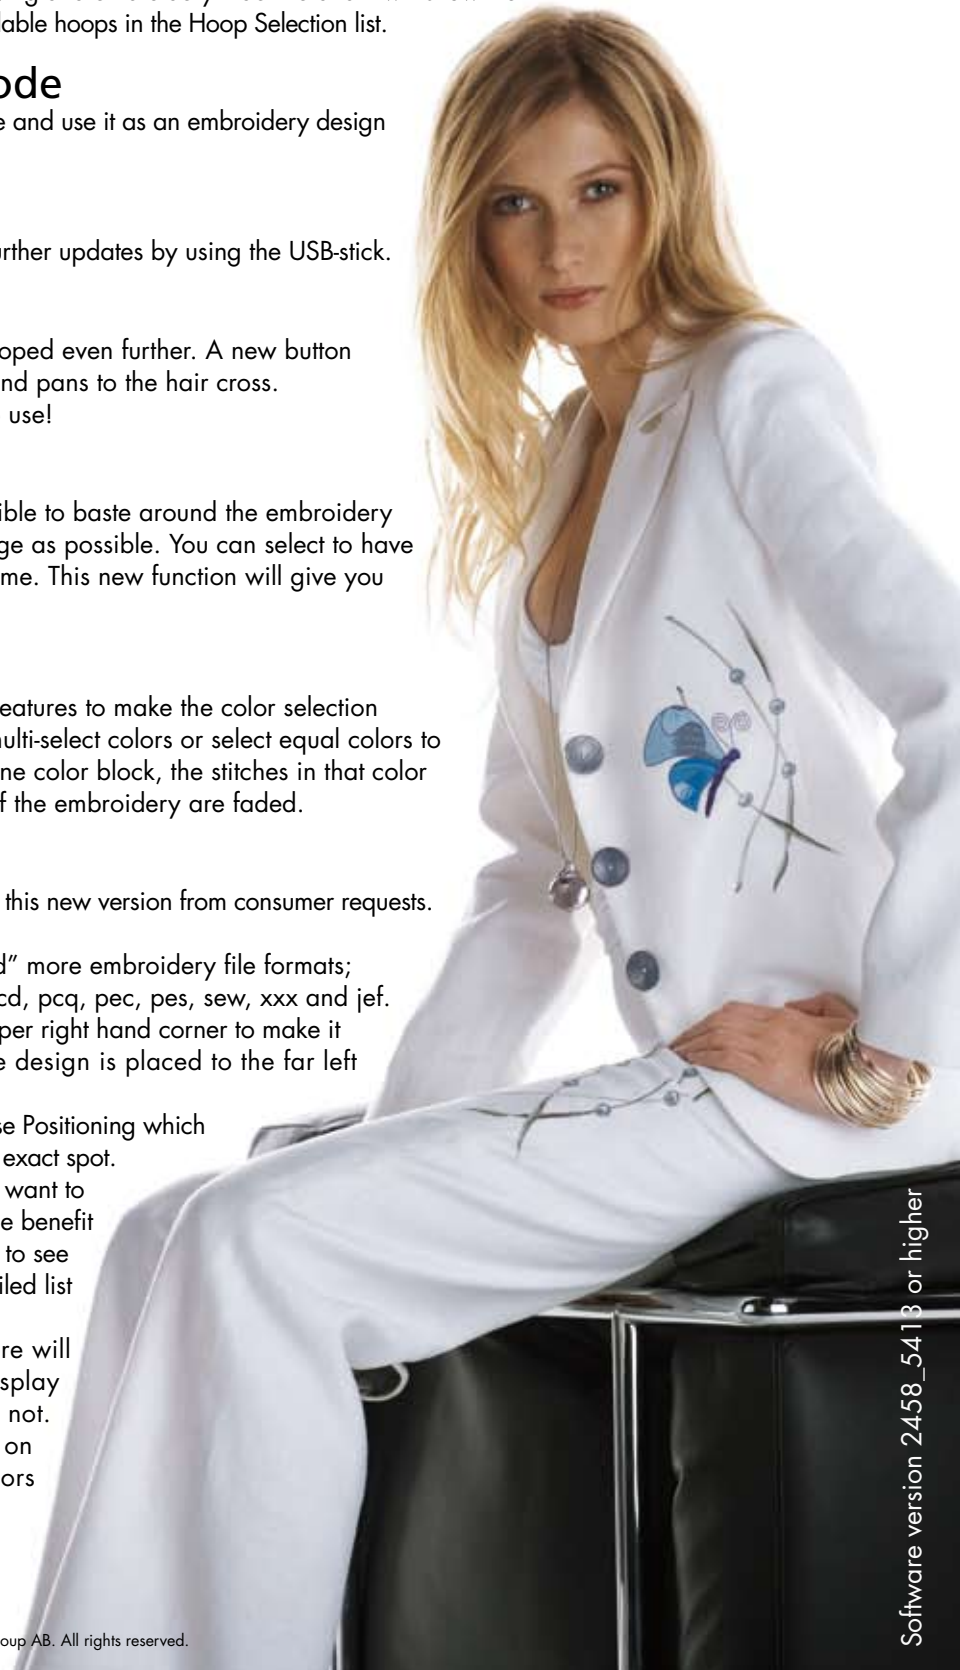 lable hoops in the Hoop Selection list.
ode
e and use it as an embroidery design
urther updates by using the USB-stick.
oped even further. A new button
nd pans to the hair cross.
use!
ible to baste around the embroidery
ge as possible. You can select to have
me. This new function will give you
eatures to make the color selection
nulti-select colors or select equal colors to
ne color block, the stitches in that color
f the embroidery are faded.
this new version from consumer requests.
d” more embroidery file formats;
cd, pcq, pec, pes, sew, xxx and jef.
per right hand corner to make it
e design is placed to the far left
se Positioning which
exact spot.
want to
e benefit
to see
iled list
re will
splay
not.
on
ors
Software version 2458_5413 or higher
oup AB. All rights reserved.